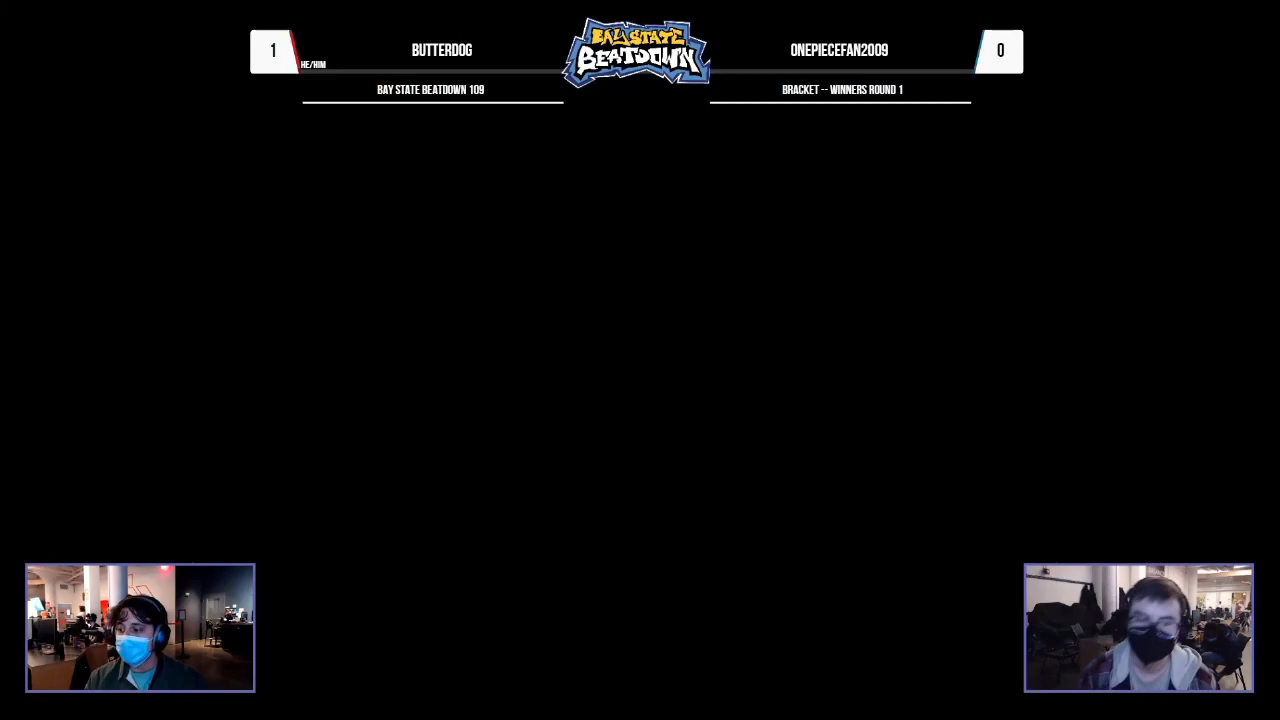 1
HE/HIM
BUTTERDOG
BAY STATE
BEATDOWN
ONEPIECEFAN2009
0
BAY STATE BEATDOWN 109
BRACKET -- WINNERS ROUND 1